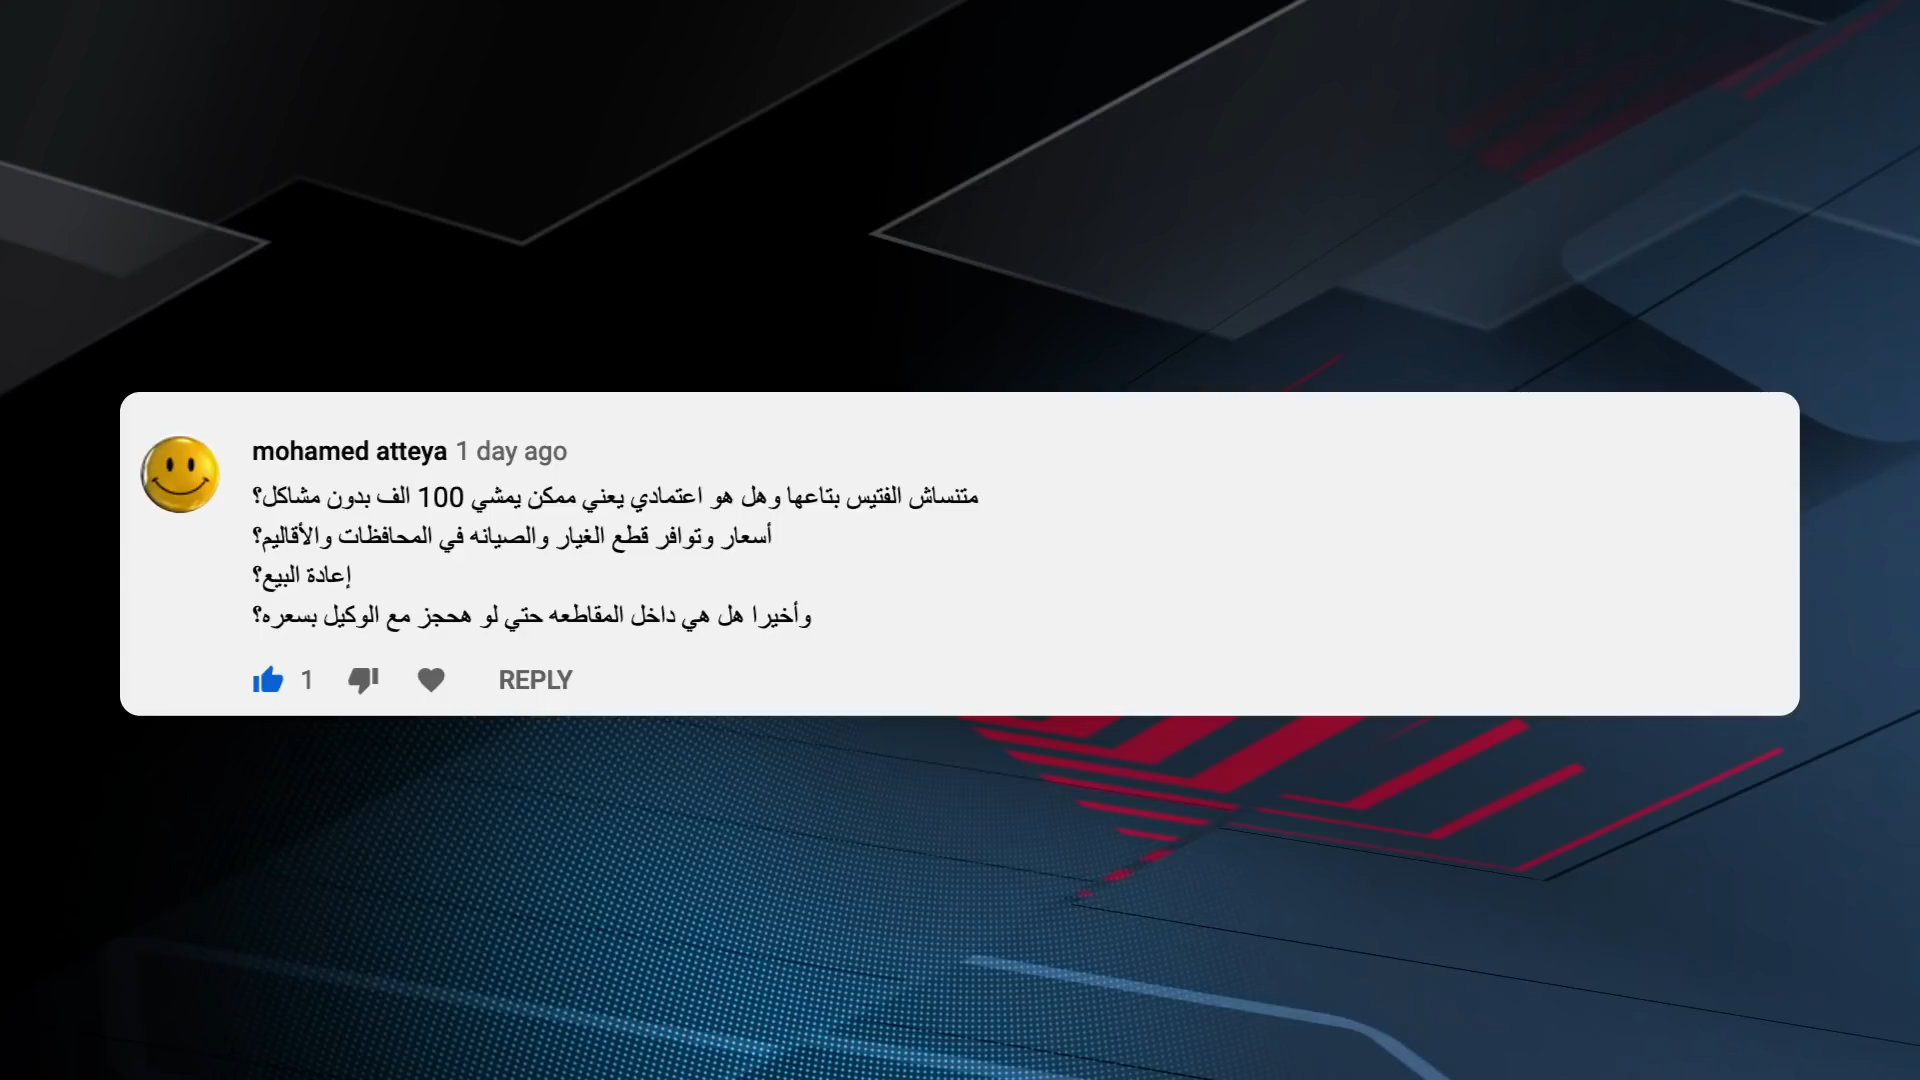 mohamed atteya 1 day ago
متنساش الفتيس بتاعها وهل هو اعتمادي يعني ممكن يمشي 100 الف بدون مشاكل؟
أسعار وتوافر قطع الغيار والصيانه في المحافظات والأقاليم؟
إعادة البيع؟
وأخيرا هل هي داخل المقاطعه حتي لو هحجز مع الوكيل بسعره؟
1 REPLY